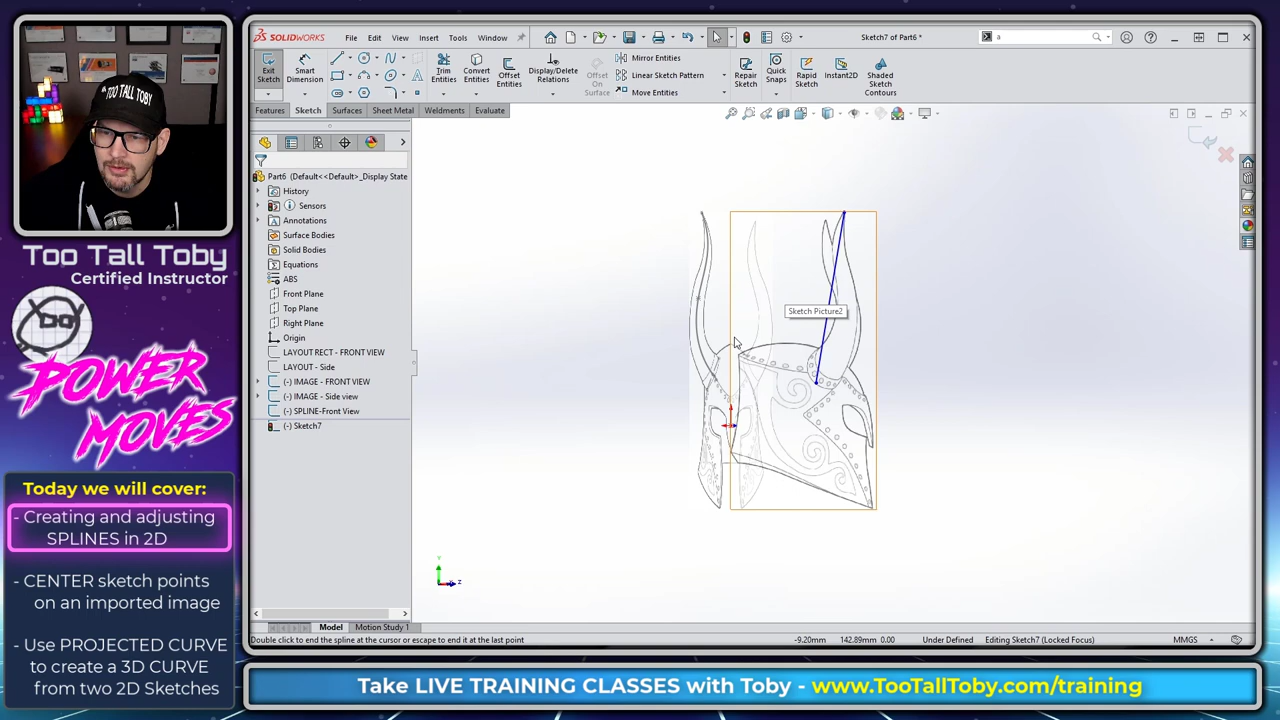 TOO TALL TOBY
Too Tall Toby
Certified Instructor
POWER
MOVES
Today we will cover:
- Creating and adjusting
SPLINES in 2D
- CENTER sketch points
on an imported image
- Use PROJECTED CURVE
to create a 3D CURVE
from two 2D Sketches
SOLIDWORKS
File
Edit
View
Insert
Tools
Window
Sketch7 of Part6 *
a
Exit
Sketch
Smart
Dimension
Trim
Entities
Convert
Entities
Offset
Entities
Offset
On
Surface
Mirror Entities
Linear Sketch Pattern
Move Entities
Display/Delete
Relations
Repair
Sketch
Quick
Snaps
Rapid
Sketch
Instant2D
Shaded
Sketch
Contours
Features
Sketch
Surfaces
Sheet Metal
Weldments
Evaluate
Part6 (Default<<Default>_Display State
History
Sensors
Annotations
Surface Bodies
Solid Bodies
Equations
ABS
Front Plane
Top Plane
Right Plane
Origin
LAYOUT RECT - FRONT VIEW
LAYOUT - Side
(-) IMAGE - FRONT VIEW
(-) IMAGE - Side view
(-) SPLINE-Front View
(-) Sketch7
Sketch Picture2
Y
Z
Model
Motion Study 1
Double click to end the spline at the cursor or escape to end it at the last point
-9.20mm
142.89mm 0.00
Under Defined
Editing Sketch7 (Locked Focus)
MMGS
Take LIVE TRAINING CLASSES with Toby - www.TooTallToby.com/training